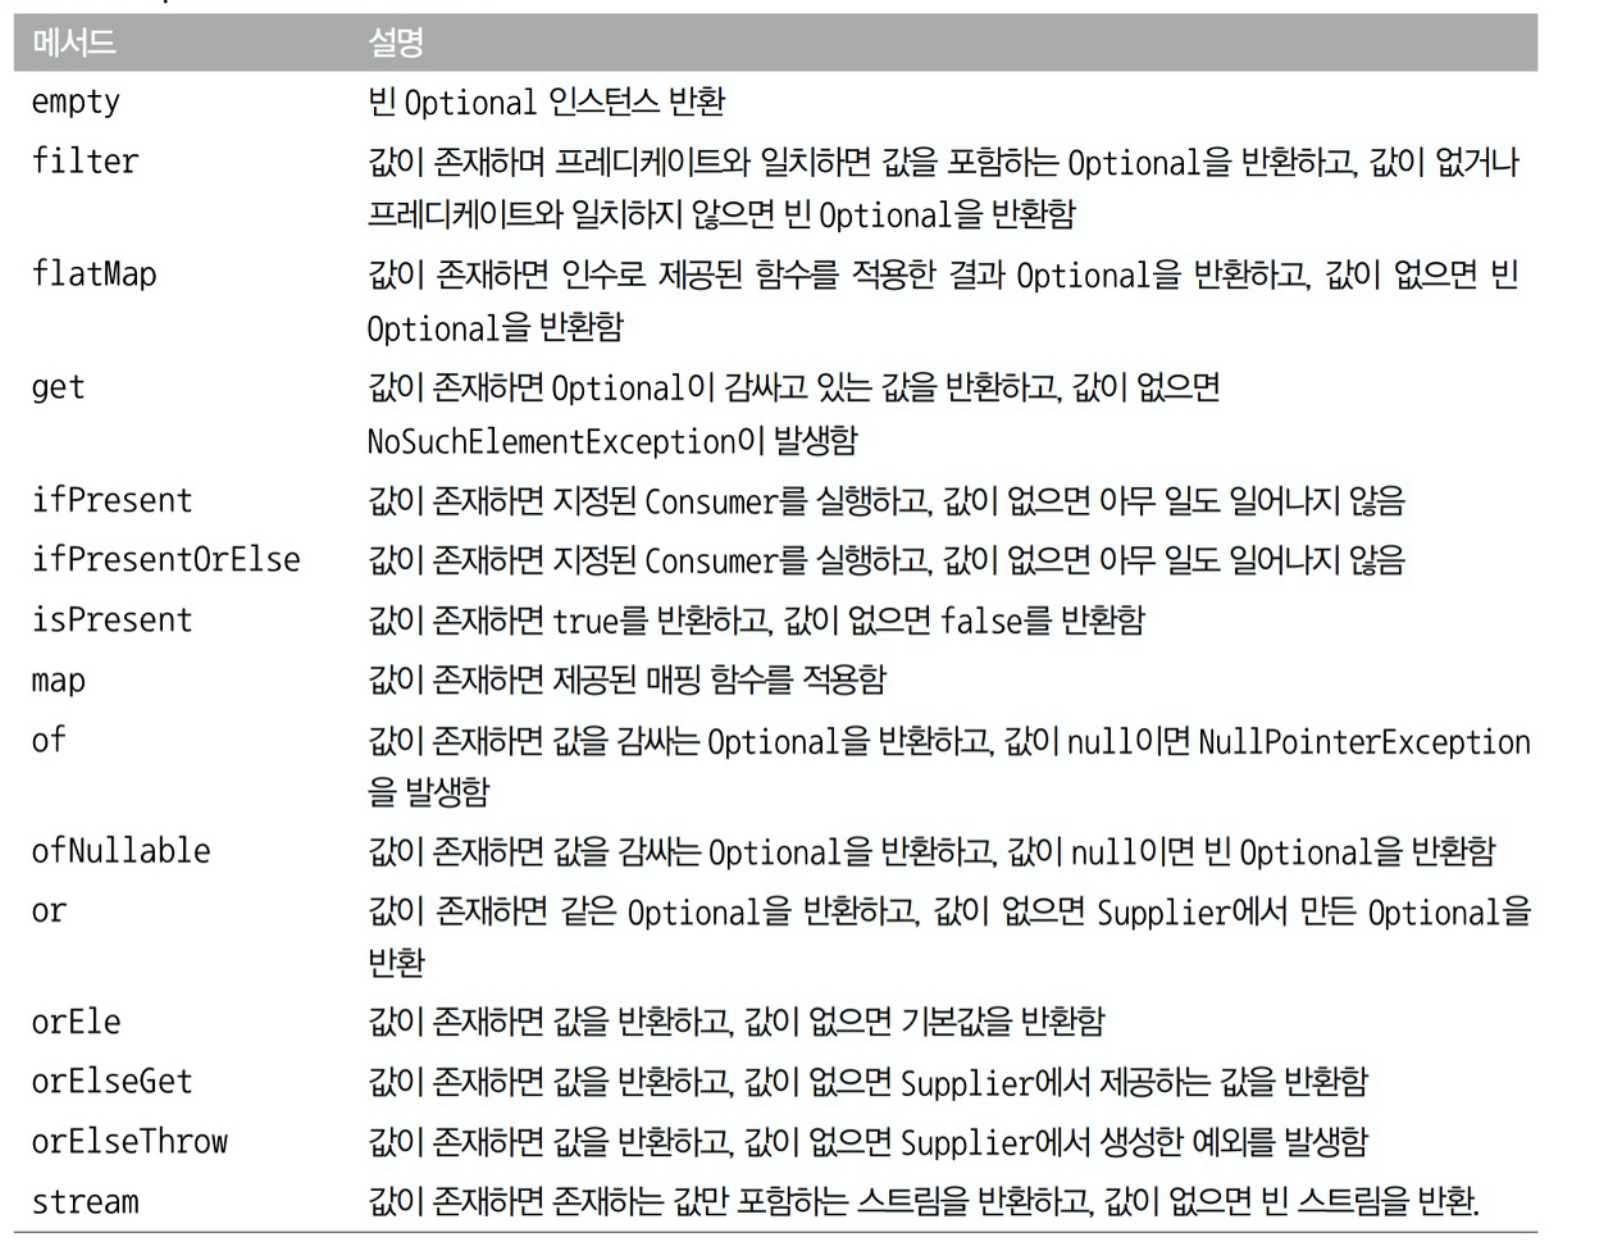 메서드 설명
empty 빈 Optional 인스턴스 반환
filter 값이 존재하며 프레디케이트와 일치하면 값을 포함하는 Optional을 반환하고, 값이 없거나
프레디케이트와 일치하지 않으면 빈 Optional을 반환함
flatMap 값이 존재하면 인수로 제공된 함수를 적용한 결과 Optional을 반환하고, 값이 없으면 빈
Optional을 반환함
get 값이 존재하면 Optional이 감싸고 있는 값을 반환하고, 값이 없으면
NoSuchElementException이 발생함
ifPresent 값이 존재하면 지정된 Consumer를 실행하고, 값이 없으면 아무 일도 일어나지 않음
ifPresentOrElse 값이 존재하면 지정된 Consumer를 실행하고, 값이 없으면 아무 일도 일어나지 않음
isPresent 값이 존재하면 true를 반환하고, 값이 없으면 false를 반환함
map 값이 존재하면 제공된 매핑 함수를 적용함
of 값이 존재하면 값을 감싸는 Optional을 반환하고, 값이 null이면 NullPointerException
을 발생함
ofNullable 값이 존재하면 값을 감싸는 Optional을 반환하고, 값이 null이면 빈 Optional을 반환함
or 값이 존재하면 같은 Optional을 반환하고, 값이 없으면 Supplier에서 만든 Optional을
반환
orEle 값이 존재하면 값을 반환하고, 값이 없으면 기본값을 반환함
orElseGet 값이 존재하면 값을 반환하고, 값이 없으면 Supplier에서 제공하는 값을 반환함
orElseThrow 값이 존재하면 값을 반환하고, 값이 없으면 Supplier에서 생성한 예외를 발생함
stream 값이 존재하면 존재하는 값만 포함하는 스트림을 반환하고, 값이 없으면 빈 스트림을 반환.